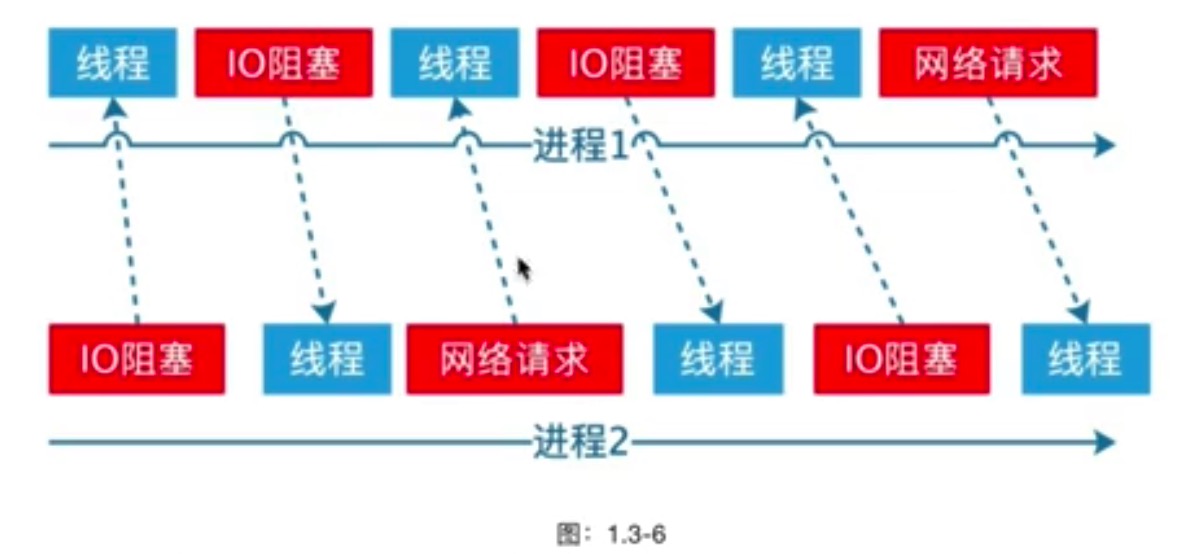 线程 IO阻塞 线程 IO阻塞 线程 网络请求
进程1
IO阻塞 线程 网络请求 线程 IO阻塞 线程
进程2
图：1.3-6